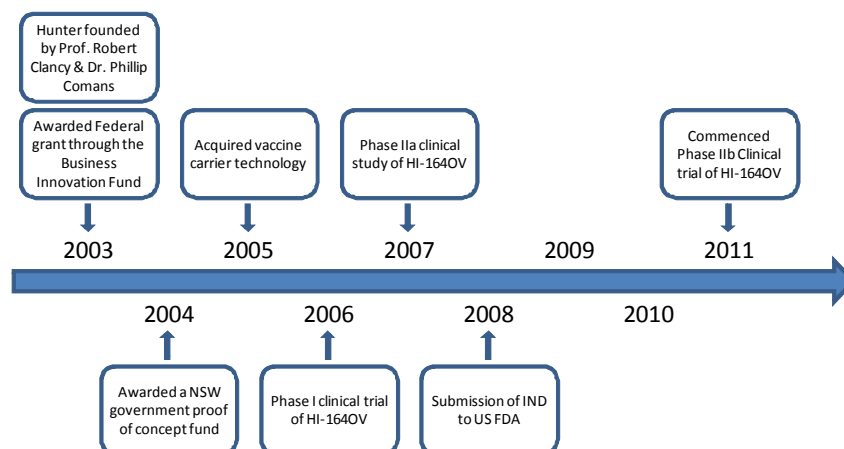 Hunter founded
by Prof. Robert
Clancy & Dr. Phillip
Comans
Awarded Federal
grant through the
Business
Innovation Fund
Acquired vaccine
carrier technology
Phase IIa clinical
study of HI-164OV
Commenced
Phase IIb Clinical
trial of HI-164OV
2003
2005
2007
2009
2011
2004
2006
2008
2010
Awarded a NSW
government proof
of concept fund
Phase I clinical trial
of HI-164OV
Submission of IND
to US FDA